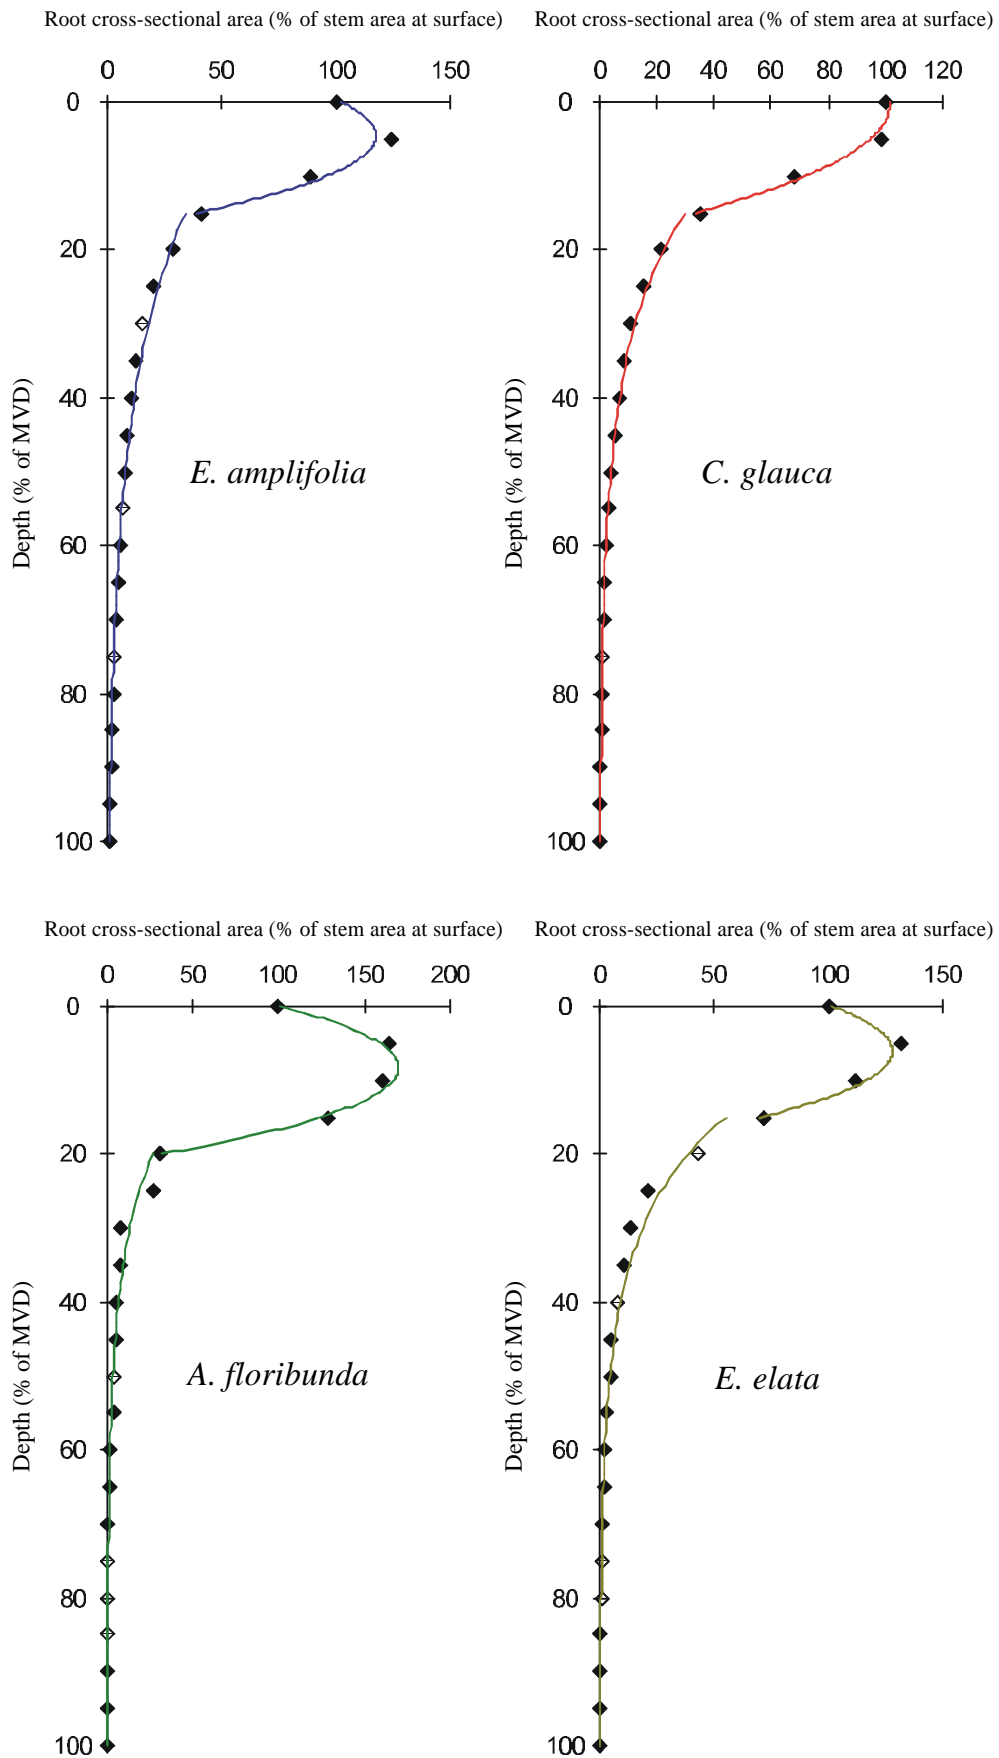 Root cross-sectional area (% of stem area at surface)
0 50 100 150
0
20
40
60
80
100
Depth (% of MVD)
E. amplifolia
Root cross-sectional area (% of stem area at surface)
0 20 40 60 80 100 120
0
20
40
60
80
100
Depth (% of MVD)
C. glauca
Root cross-sectional area (% of stem area at surface)
0 50 100 150 200
0
20
40
60
80
100
Depth (% of MVD)
A. floribunda
Root cross-sectional area (% of stem area at surface)
0 50 100 150
0
20
40
60
80
100
Depth (% of MVD)
E. elata